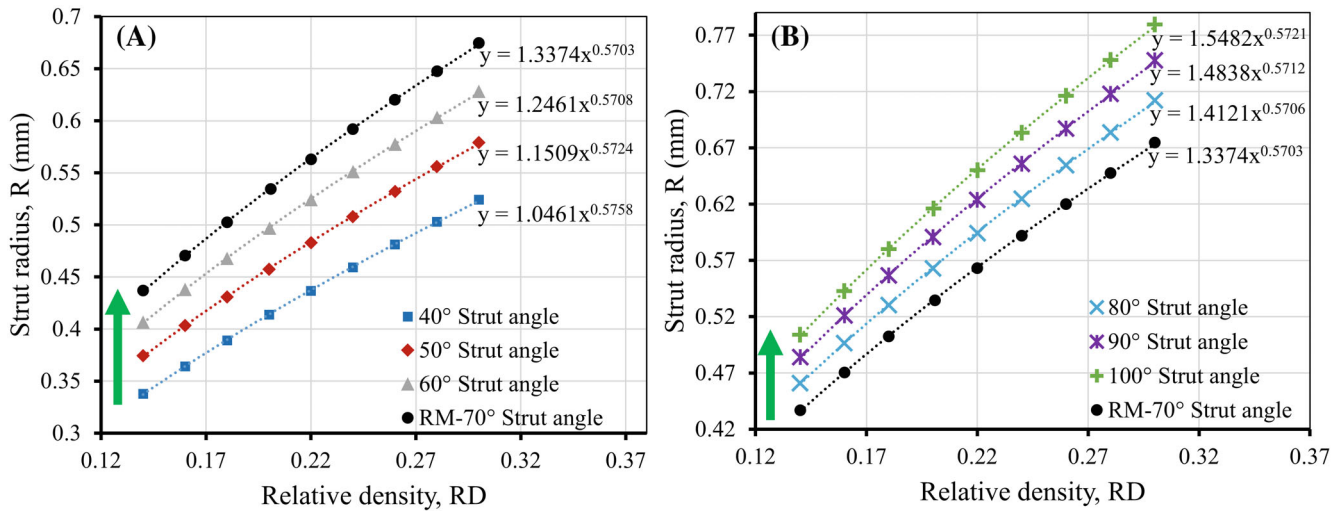 (A)
Strut radius, R (mm)
0.7
0.65
0.6
0.55
0.5
0.45
0.4
0.35
0.3
y = 1.3374x^0.5703
y = 1.2461x^0.5708
y = 1.1509x^0.5724
y = 1.0461x^0.5758
40° Strut angle
50° Strut angle
60° Strut angle
RM-70° Strut angle
0.12 0.17 0.22 0.27 0.32 0.37
Relative density, RD
(B)
Strut radius, R (mm)
0.77
0.72
0.67
0.62
0.57
0.52
0.47
0.42
y = 1.5482x^0.5721
y = 1.4838x^0.5712
y = 1.4121x^0.5706
y = 1.3374x^0.5703
80° Strut angle
90° Strut angle
100° Strut angle
RM-70° Strut angle
0.12 0.17 0.22 0.27 0.32 0.37
Relative density, RD